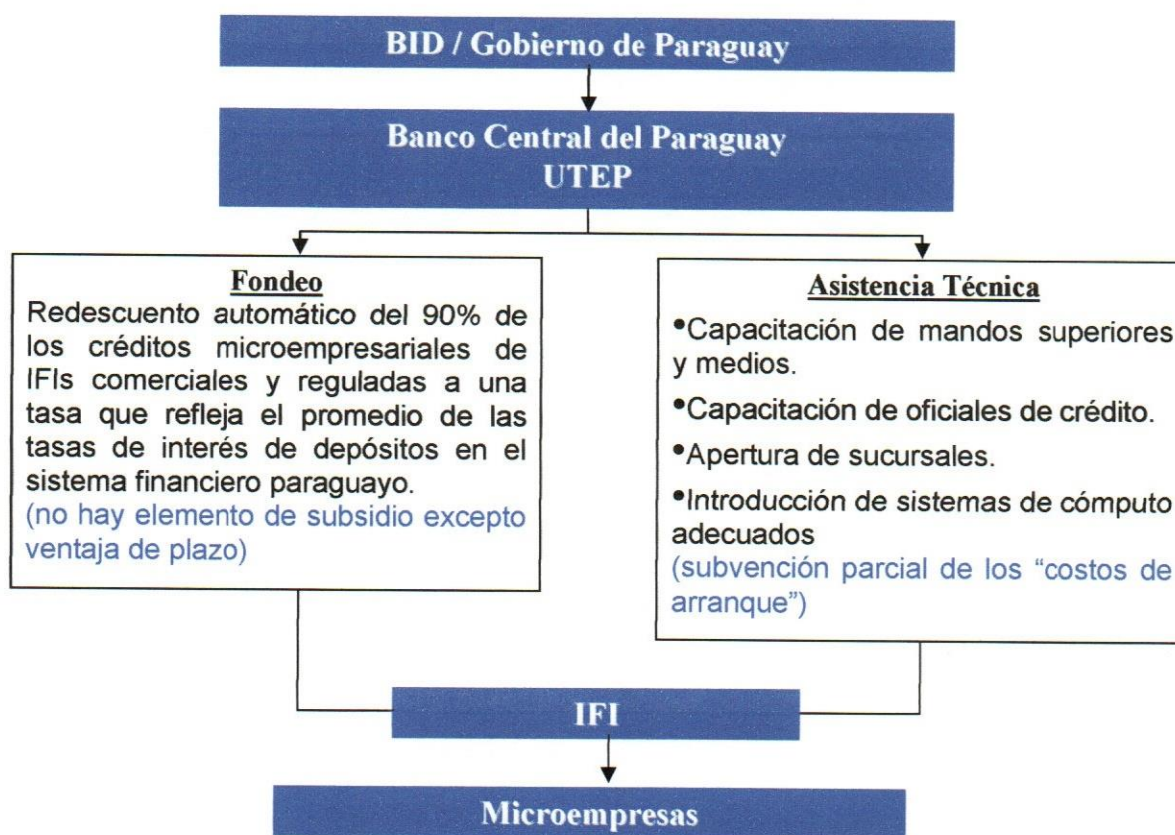 BID / Gobierno de Paraguay
Banco Central del Paraguay
UTEP
Fondeo
Redescuento automático del 90% de
los créditos microempresariales de
IFIs comerciales y reguladas a una
tasa que refleja el promedio de las
tasas de interés de depósitos en el
sistema financiero paraguayo.
(no hay elemento de subsidio excepto
ventaja de plazo)
Asistencia Técnica
•Capacitación de mandos superiores
y medios.
•Capacitación de oficiales de crédito.
•Apertura de sucursales.
•Introducción de sistemas de cómputo
adecuados
(subvención parcial de los “costos de
arranque”)
IFI
Microempresas